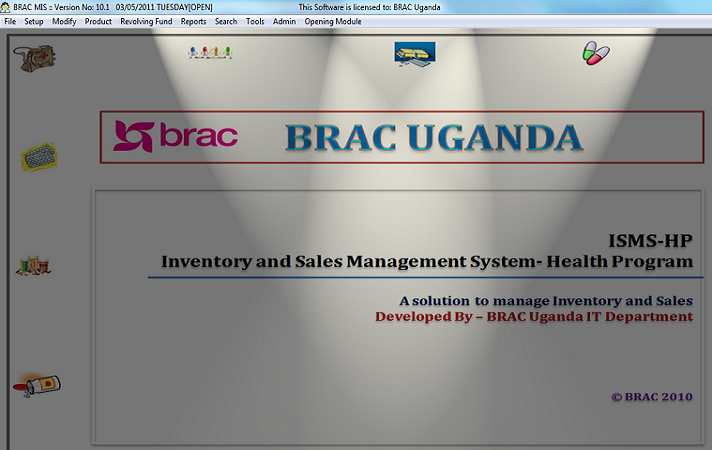 BRAC MIS :: Version No: 10.1 03/05/2011 TUESDAY[OPEN] This Software is licensed to: BRAC Uganda
File Setup Modify Product Revolving Fund Reports Search Tools Admin Opening Module
brac BRAC UGANDA
ISMS-HP
Inventory and Sales Management System- Health Program
A solution to manage Inventory and Sales
Developed By – BRAC Uganda IT Department
© BRAC 2010